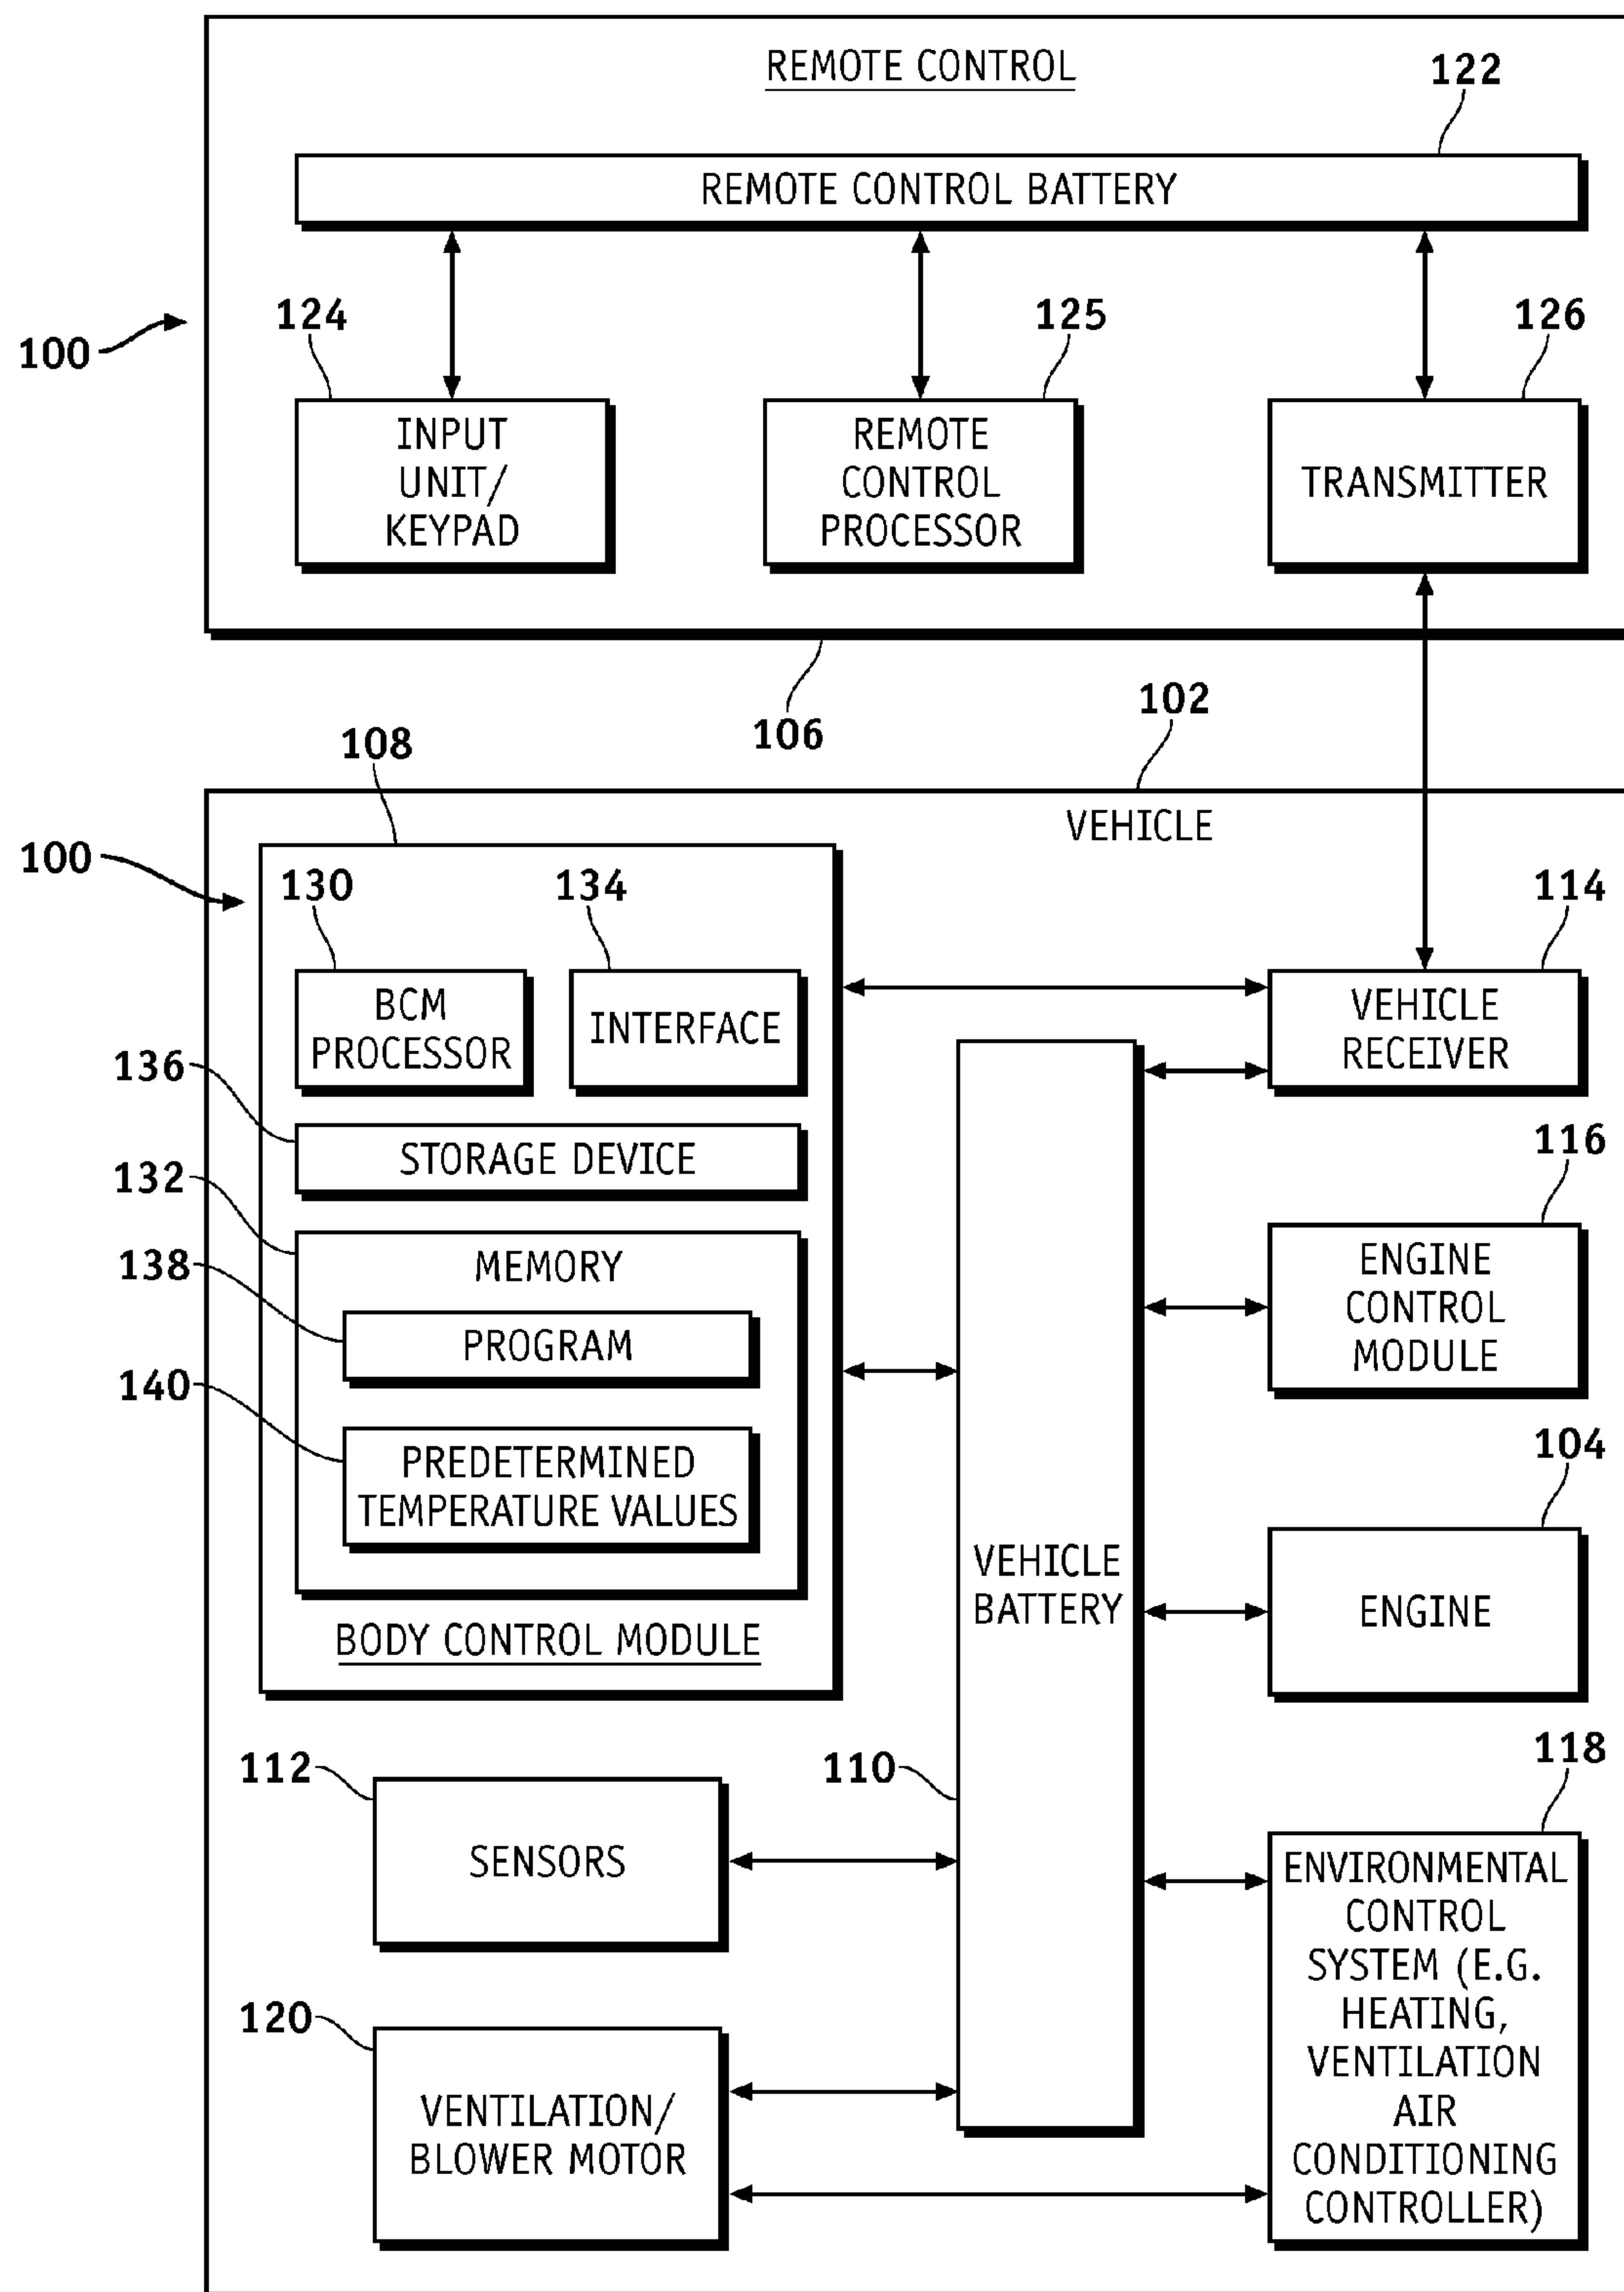 REMOTE CONTROL
122
REMOTE CONTROL BATTERY
124
125
126
100
INPUT
UNIT/
KEYPAD
REMOTE
CONTROL
PROCESSOR
TRANSMITTER
106
102
108
VEHICLE
100
130
134
114
BCM
PROCESSOR
INTERFACE
VEHICLE
RECEIVER
136
STORAGE DEVICE
116
132
MEMORY
ENGINE
CONTROL
MODULE
138
PROGRAM
140
PREDETERMINED
TEMPERATURE VALUES
104
VEHICLE
BATTERY
ENGINE
BODY CONTROL MODULE
112
110
118
SENSORS
ENVIRONMENTAL
CONTROL
SYSTEM (E.G.
HEATING,
VENTILATION
AIR
CONDITIONING
CONTROLLER)
120
VENTILATION/
BLOWER MOTOR